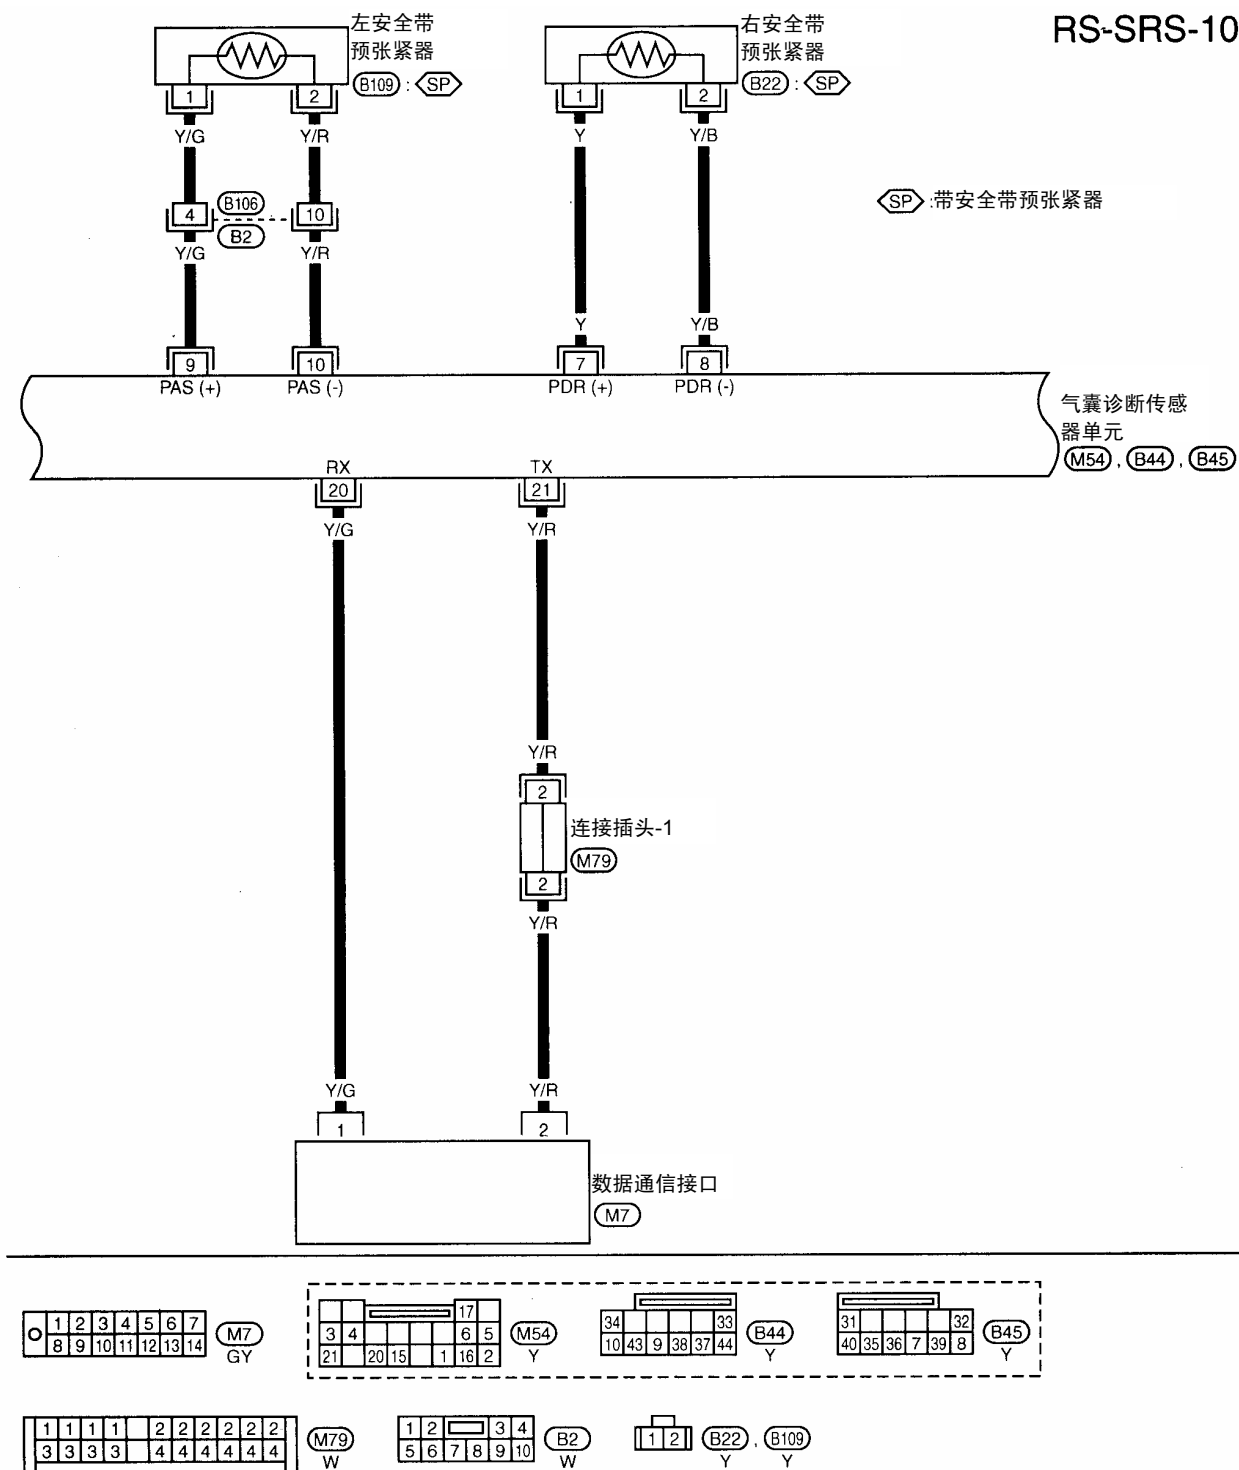 RS-SRS-10
左安全带
预张紧器
B109 : SP
右安全带
预张紧器
B22 : SP
1 2 1 2
Y/G Y/R Y Y/B
SP :带安全带预张紧器
4 B106 10
B2
Y/G Y/R
Y Y/B
9 10 7 8
PAS (+) PAS (-) PDR (+) PDR (-)
气囊诊断传感
器单元
M54 , B44 , B45
RX TX
20 21
Y/G Y/R
Y/R
2
连接插头-1
M79
2
Y/R
Y/G Y/R
1 2
数据通信接口
M7
1 2 3 4 5 6 7
8 9 10 11 12 13 14
M7
GY
17
3 4 6 5
21 20 15 1 16 2
M54
Y
34 33
10 43 9 38 37 44
B44
Y
31 32
40 35 36 7 39 8
B45
Y
1 1 1 1 2 2 2 2 2 2
3 3 3 3 4 4 4 4 4 4
M79
W
1 2 3 4
5 6 7 8 9 10
B2
W
1 2
B22 , B109
Y Y